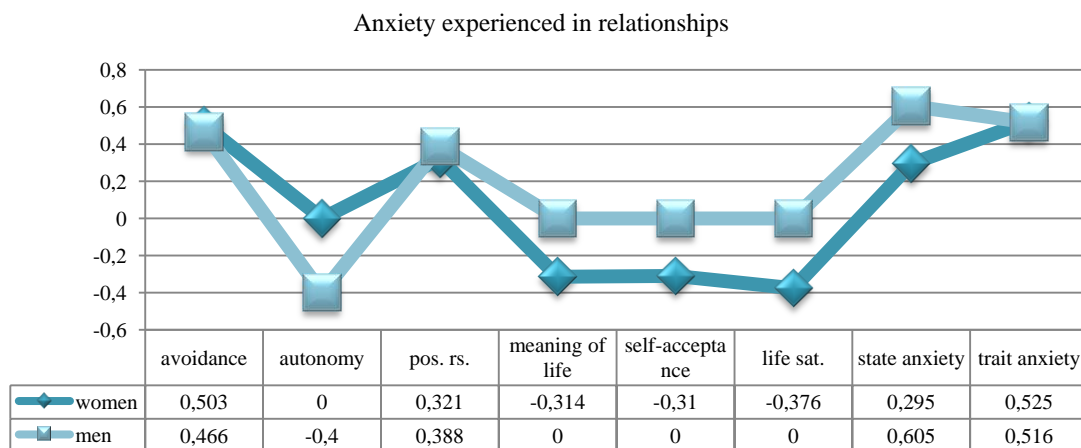 Anxiety experienced in relationships
0,8
0,6
0,4
0,2
0
-0,2
-0,4
-0,6
avoidance autonomy pos. rs. meaning of life self-accepta nce life sat. state anxiety trait anxiety
women 0,503 0 0,321 -0,314 -0,31 -0,376 0,295 0,525
men 0,466 -0,4 0,388 0 0 0 0,605 0,516